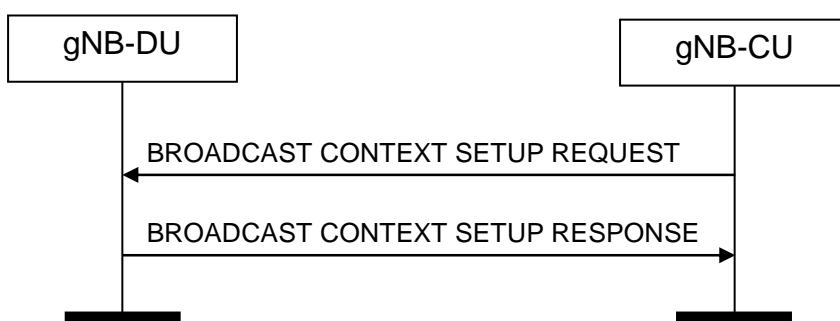 gNB-DU
gNB-CU
BROADCAST CONTEXT SETUP REQUEST
BROADCAST CONTEXT SETUP RESPONSE